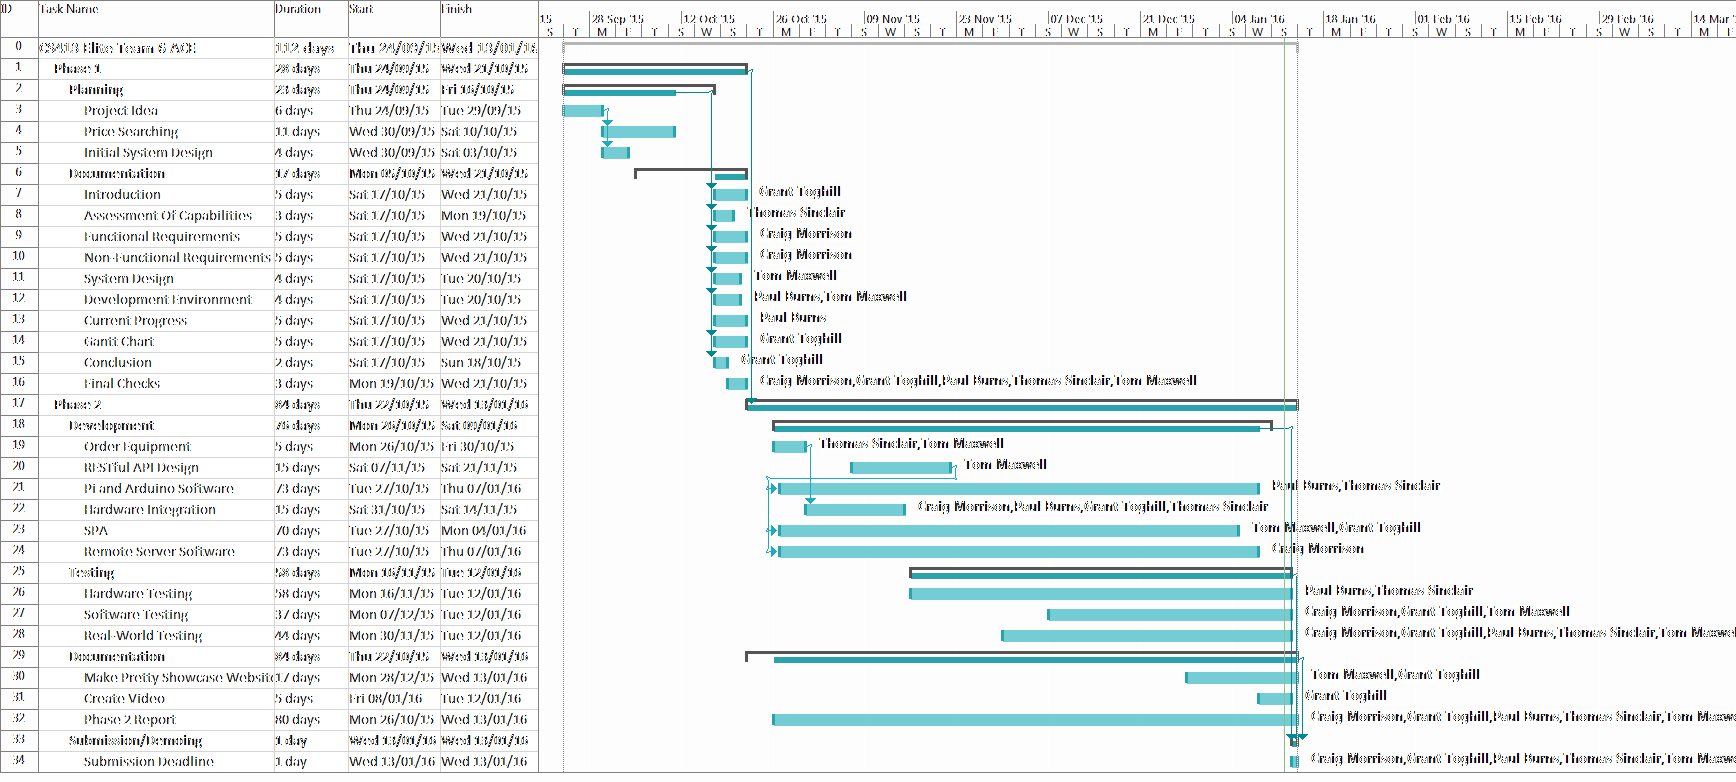 ID Task Name Duration Start Finish
15 28 Sep '15 12 Oct '15 26 Oct '15 09 Nov '15 23 Nov '15 07 Dec '15 21 Dec '15 04 Jan '16 18 Jan '16 01 Feb '16 15 Feb '16 29 Feb '16 14 Mar '
S T M F T S W S T M F T S W S T M F T S W S T M F T S W S T M F T S W S T M F
0 CS413 Elite Team 6 ACE 112 days Thu 24/09/15 Wed 13/01/16
1 Phase 1 28 days Thu 24/09/15 Wed 21/10/15
2 Planning 23 days Thu 24/09/15 Fri 16/10/15
3 Project Idea 6 days Thu 24/09/15 Tue 29/09/15
4 Price Searching 11 days Wed 30/09/15 Sat 10/10/15
5 Initial System Design 4 days Wed 30/09/15 Sat 03/10/15
6 Documentation 17 days Mon 05/10/15 Wed 21/10/15
7 Introduction 5 days Sat 17/10/15 Wed 21/10/15 Grant Toghill
8 Assessment Of Capabilities 3 days Sat 17/10/15 Mon 19/10/15 Thomas Sinclair
9 Functional Requirements 5 days Sat 17/10/15 Wed 21/10/15 Craig Morrison
10 Non-Functional Requirements 5 days Sat 17/10/15 Wed 21/10/15 Craig Morrison
11 System Design 4 days Sat 17/10/15 Tue 20/10/15 Tom Maxwell
12 Development Environment 4 days Sat 17/10/15 Tue 20/10/15 Paul Burns,Tom Maxwell
13 Current Progress 5 days Sat 17/10/15 Wed 21/10/15 Paul Burns
14 Gantt Chart 5 days Sat 17/10/15 Wed 21/10/15 Grant Toghill
15 Conclusion 2 days Sat 17/10/15 Sun 18/10/15 Grant Toghill
16 Final Checks 3 days Mon 19/10/15 Wed 21/10/15 Craig Morrison,Grant Toghill,Paul Burns,Thomas Sinclair,Tom Maxwell
17 Phase 2 84 days Thu 22/10/15 Wed 13/01/16
18 Development 76 days Mon 26/10/15 Sat 09/01/16
19 Order Equipment 5 days Mon 26/10/15 Fri 30/10/15 Thomas Sinclair,Tom Maxwell
20 RESTful API Design 15 days Sat 07/11/15 Sat 21/11/15 Tom Maxwell
21 Pi and Arduino Software 73 days Tue 27/10/15 Thu 07/01/16 Paul Burns,Thomas Sinclair
22 Hardware Integration 15 days Sat 31/10/15 Sat 14/11/15 Craig Morrison,Paul Burns,Grant Toghill,Thomas Sinclair
23 SPA 70 days Tue 27/10/15 Mon 04/01/16 Tom Maxwell,Grant Toghill
24 Remote Server Software 73 days Tue 27/10/15 Thu 07/01/16 Craig Morrison
25 Testing 58 days Mon 16/11/15 Tue 12/01/16
26 Hardware Testing 58 days Mon 16/11/15 Tue 12/01/16 Paul Burns,Thomas Sinclair
27 Software Testing 37 days Mon 07/12/15 Tue 12/01/16 Craig Morrison,Grant Toghill,Tom Maxwell
28 Real-World Testing 44 days Mon 30/11/15 Tue 12/01/16 Craig Morrison,Grant Toghill,Paul Burns,Thomas Sinclair,Tom Maxwe
29 Documentation 84 days Thu 22/10/15 Wed 13/01/16
30 Make Pretty Showcase Website 17 days Mon 28/12/15 Wed 13/01/16 Tom Maxwell,Grant Toghill
31 Create Video 5 days Fri 08/01/16 Tue 12/01/16 Grant Toghill
32 Phase 2 Report 80 days Mon 26/10/15 Wed 13/01/16 Craig Morrison,Grant Toghill,Paul Burns,Thomas Sinclair,Tom Maxw
33 Submission/Demoing 1 day Wed 13/01/16 Wed 13/01/16
34 Submission Deadline 1 day Wed 13/01/16 Wed 13/01/16 Craig Morrison,Grant Toghill,Paul Burns,Thomas Sinclair,Tom Maxw